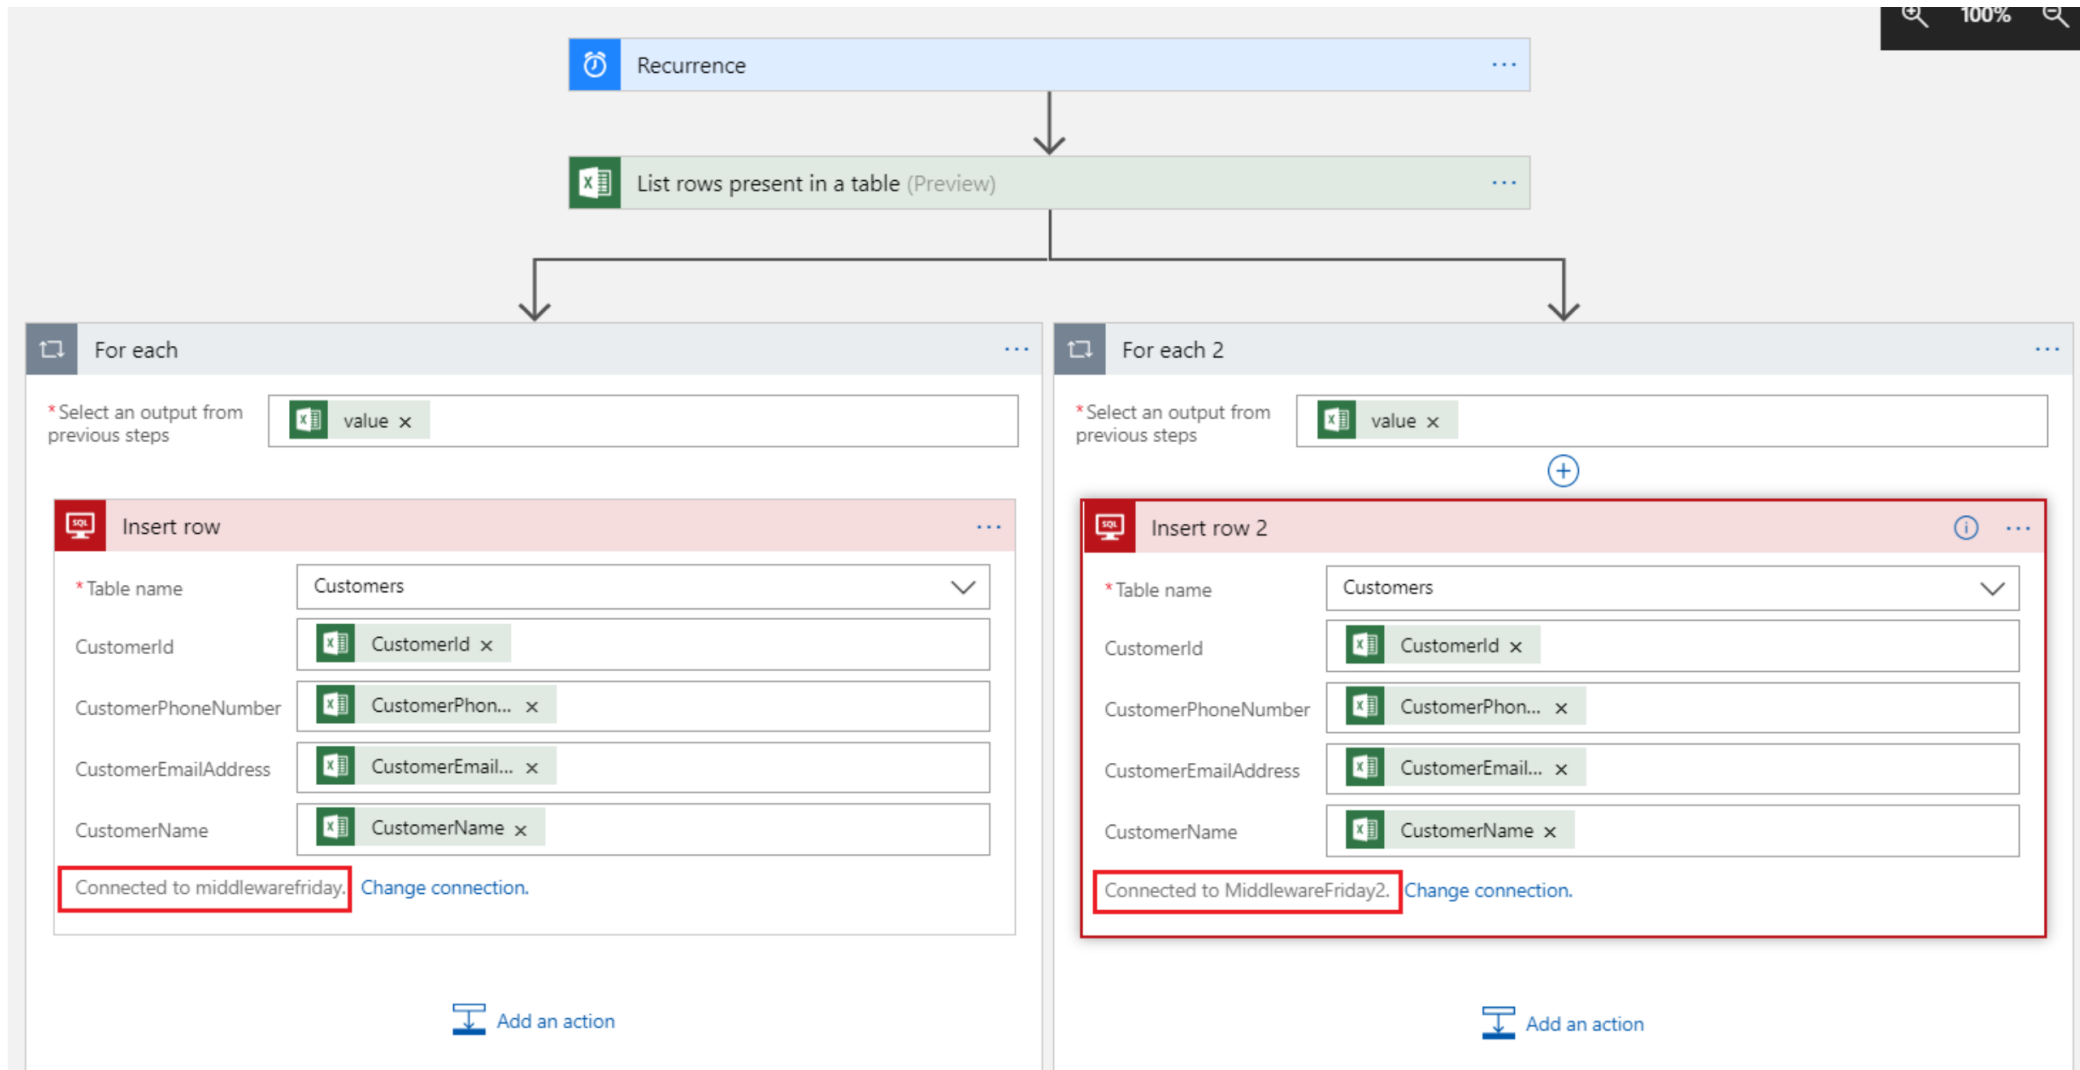 100%
Recurrence
List rows present in a table (Preview)
For each
*Select an output from
previous steps
value ×
SQL
Insert row
*Table name
Customers
CustomerId
CustomerId ×
CustomerPhoneNumber
CustomerPhon... ×
CustomerEmailAddress
CustomerEmail... ×
CustomerName
CustomerName ×
Connected to middlewarefriday. Change connection.
Add an action
For each 2
*Select an output from
previous steps
value ×
SQL
Insert row 2
*Table name
Customers
CustomerId
CustomerId ×
CustomerPhoneNumber
CustomerPhon... ×
CustomerEmailAddress
CustomerEmail... ×
CustomerName
CustomerName ×
Connected to MiddlewareFriday2. Change connection.
Add an action